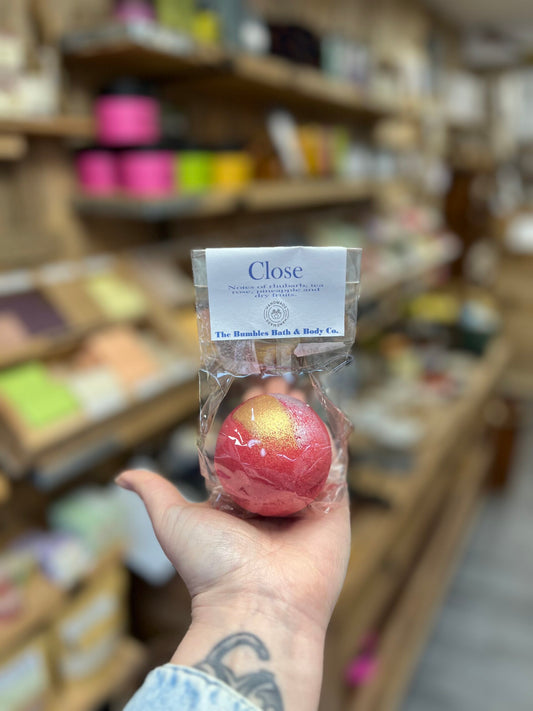 Close
Notes of rhubarb, tea
rose, pineapple and
dry fruits.
The Bumbles Bath & Body Co.